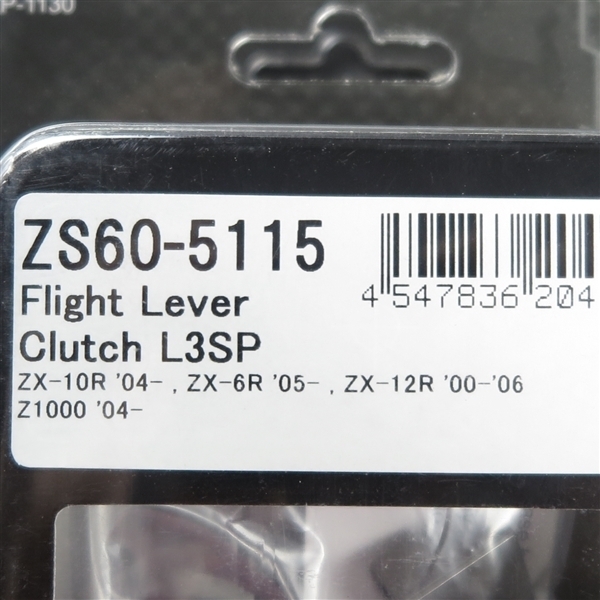 P-1130
ZS60-5115
4 547836 204
Flight Lever
Clutch L3SP
ZX-10R '04- , ZX-6R '05- , ZX-12R '00-'06
Z1000 '04-